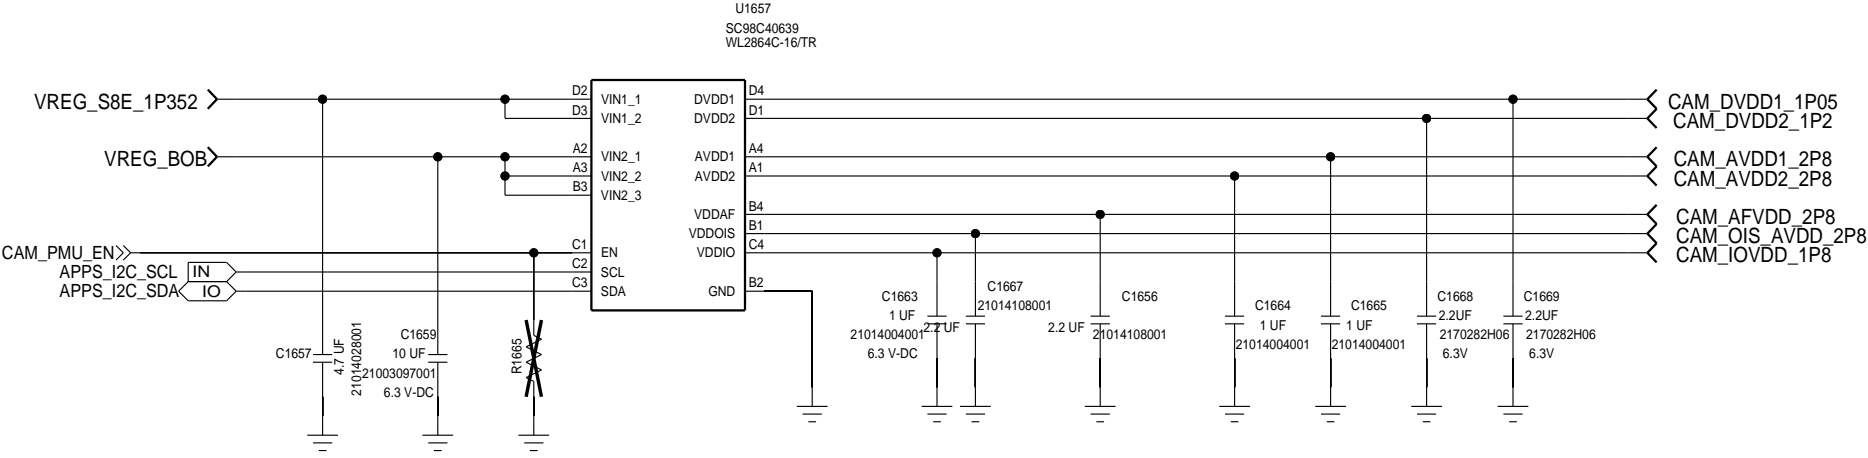 U1657
SC98C40639
WL2864C-16/TR
VREG_S8E_1P352
D2
VIN1_1
DVDD1
D4
CAM_DVDD1_1P05
D3
VIN1_2
DVDD2
D1
CAM_DVDD2_1P2
VREG_BOB
A2
VIN2_1
AVDD1
A4
CAM_AVDD1_2P8
A3
VIN2_2
AVDD2
A1
CAM_AVDD2_2P8
B3
VIN2_3
VDDAF
B4
CAM_AFVDD_2P8
VDDOIS
B1
CAM_OIS_AVDD_2P8
CAM_PMU_EN
C1
EN
VDDIO
C4
CAM_IOVDD_1P8
APPS_I2C_SCL
IN
C2
SCL
APPS_I2C_SDA
IO
C3
SDA
GND
B2
C1657
4.7 UF
21014028001
C1659
10 UF
21003097001
6.3 V-DC
R1665
C1663
1 UF
21014004001
6.3 V-DC
C1667
21014108001
2.2 UF
C1656
2.2 UF
21014108001
C1664
1 UF
21014004001
C1665
1 UF
21014004001
C1668
2.2UF
2170282H06
6.3V
C1669
2.2UF
2170282H06
6.3V